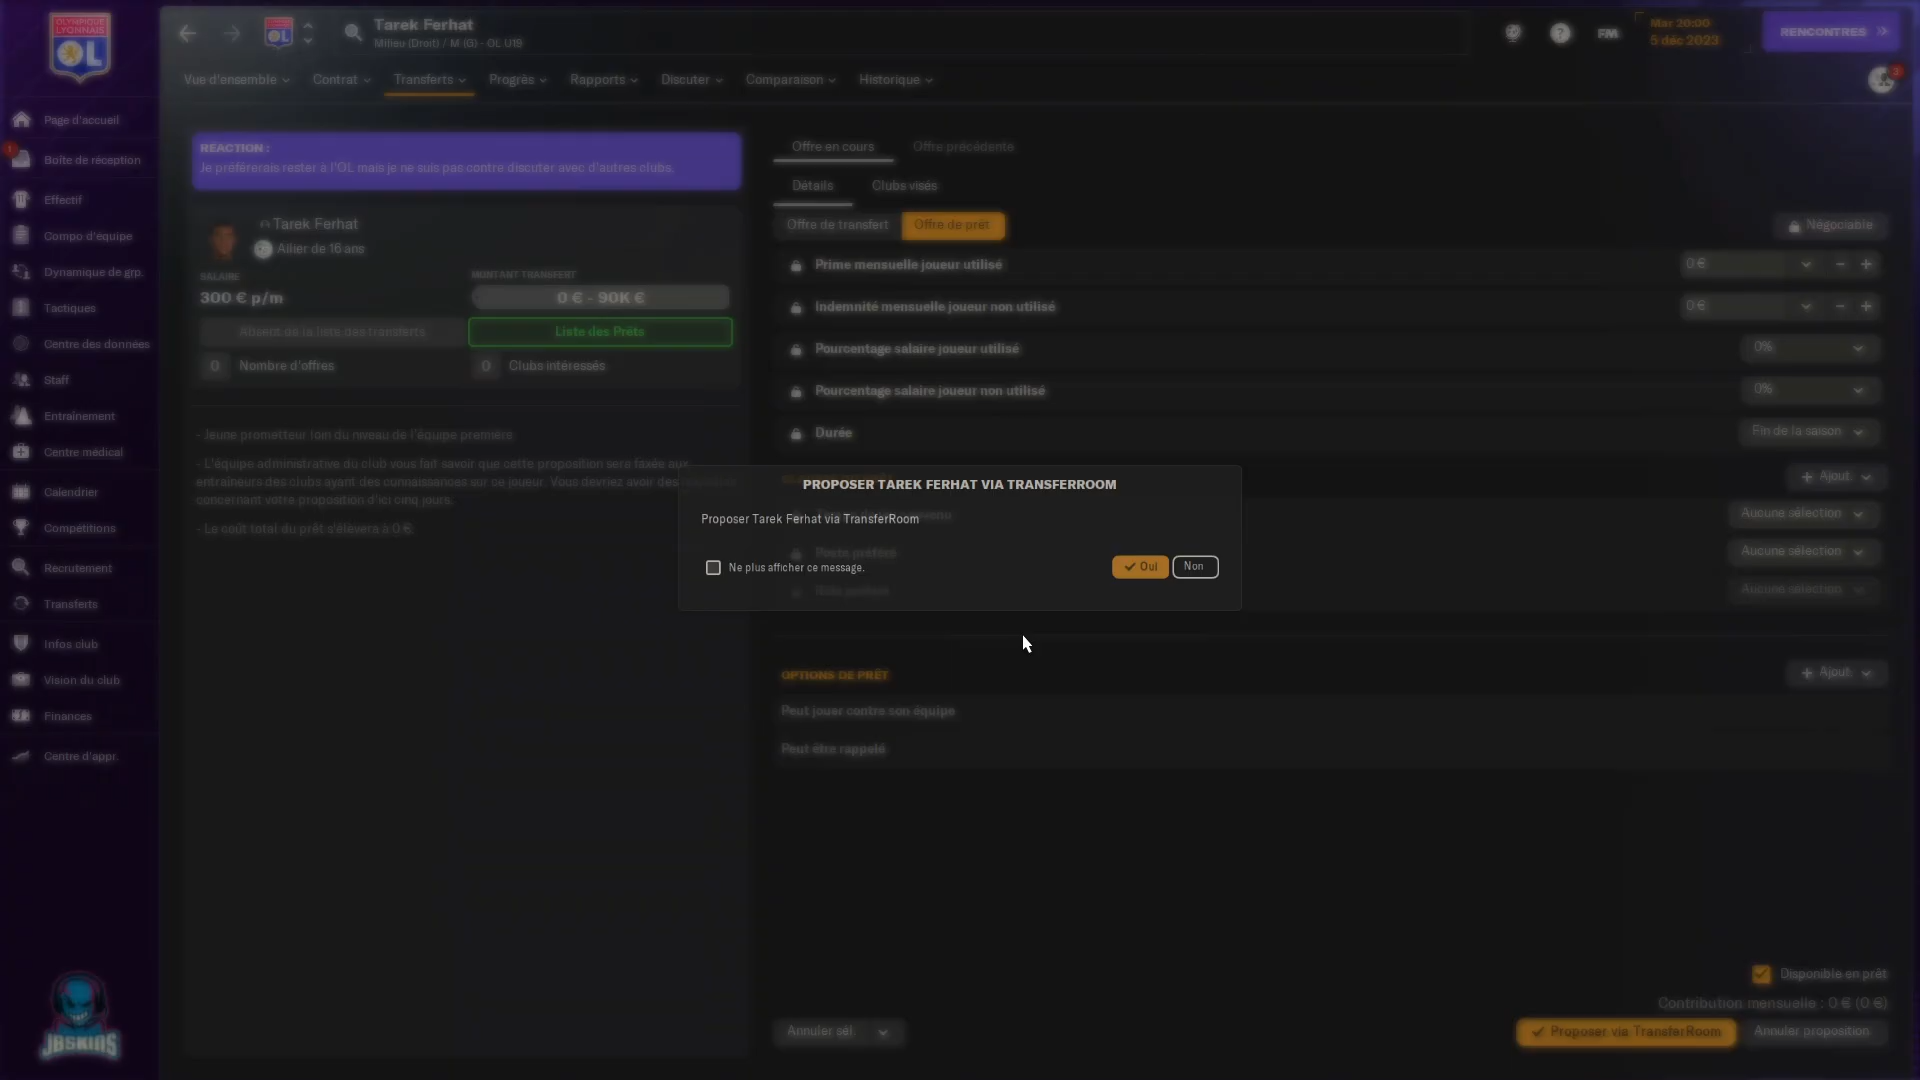 OLYMPIQUE
LYONNAIS
OL
OL
Tarek Ferhat
Milieu (Droit) / M (G) - OL U19
FM
Mar 20:00
5 déc 2023
RENCONTRES
Vue d'ensemble
Contrat
Transferts
Progrès
Rapports
Discuter
Comparaison
Historique
3
Page d'accueil
1
Boîte de réception
Effectif
Compo d'équipe
Dynamique de grp.
Tactiques
Centre des données
Staff
Entraînement
Centre médical
Calendrier
Compétitions
Recrutement
Transferts
Infos club
Vision du club
Finances
Centre d'appr.
JBSKINS
RÉACTION :
Je préférerais rester à l'OL mais je ne suis pas contre discuter avec d'autres clubs.
Tarek Ferhat
Ailier de 16 ans
SALAIRE
MONTANT TRANSFERT
300 € p/m
0 € - 90K €
Absent de la liste des transferts
Liste des Prêts
0 Nombre d'offres
0 Clubs intéressés
- Jeune prometteur loin du niveau de l'équipe première
- L'équipe administrative du club vous fait savoir que cette proposition sera faxée aux
entraîneurs des clubs ayant des connaissances sur ce joueur. Vous devriez avoir des
concernant votre proposition d'ici cinq jours.
- Le coût total du prêt s'élèvera à 0 €.
Offre en cours
Offre précédente
Détails
Clubs visés
Offre de transfert
Offre de prêt
Négociable
Prime mensuelle joueur utilisé
0 €
Indemnité mensuelle joueur non utilisé
0 €
Pourcentage salaire joueur utilisé
0%
Pourcentage salaire joueur non utilisé
0%
Durée
Fin de la saison
Ajout.
PROPOSER TAREK FERHAT VIA TRANSFERROOM
Proposer Tarek Ferhat via TransferRoom
Aucune sélection
Poste préféré
Aucune sélection
Ne plus afficher ce message.
Oui
Non
Aucune sélection
OPTIONS DE PRÊT
Ajout.
Peut jouer contre son équipe
Peut être rappelé
Disponible en prêt
Contribution mensuelle : 0 € (0 €)
Annuler sél.
Proposer via TransferRoom
Annuler proposition